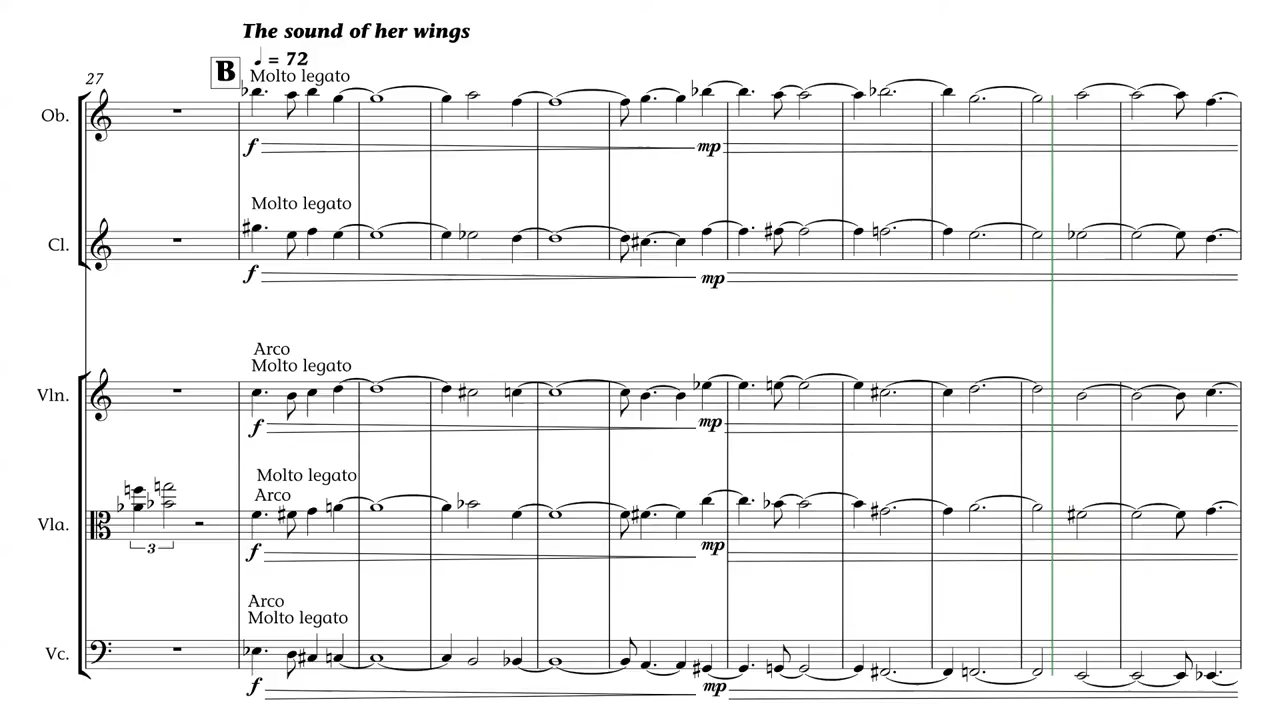 The sound of her wings
♩ = 72
27
B
Molto legato
Ob.
f
mp
Molto legato
Cl.
f
mp
Arco
Molto legato
Vln.
f
mp
Molto legato
Arco
Vla.
3
f
mp
Arco
Molto legato
Vc.
f
mp